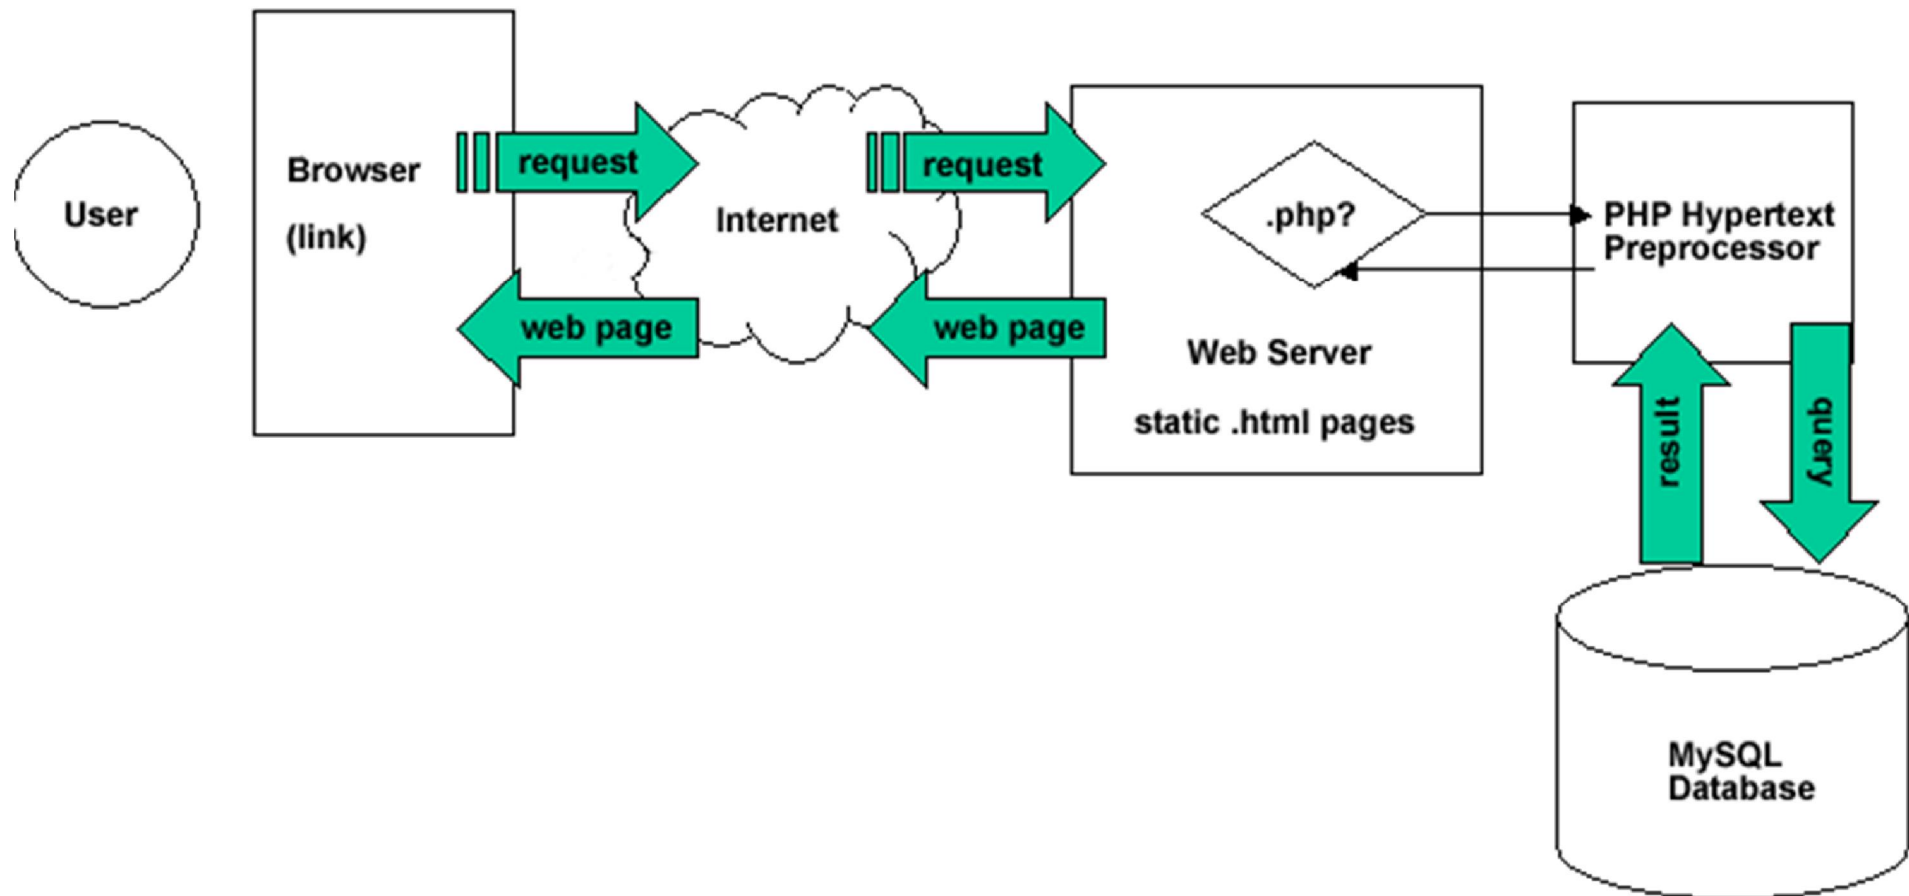 User
Browser
(link)
request
web page
Internet
request
web page
.php?
Web Server
static .html pages
PHP Hypertext
Preprocessor
result
query
MySQL
Database